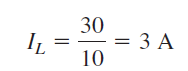 I_L = 30/10 = 3 A